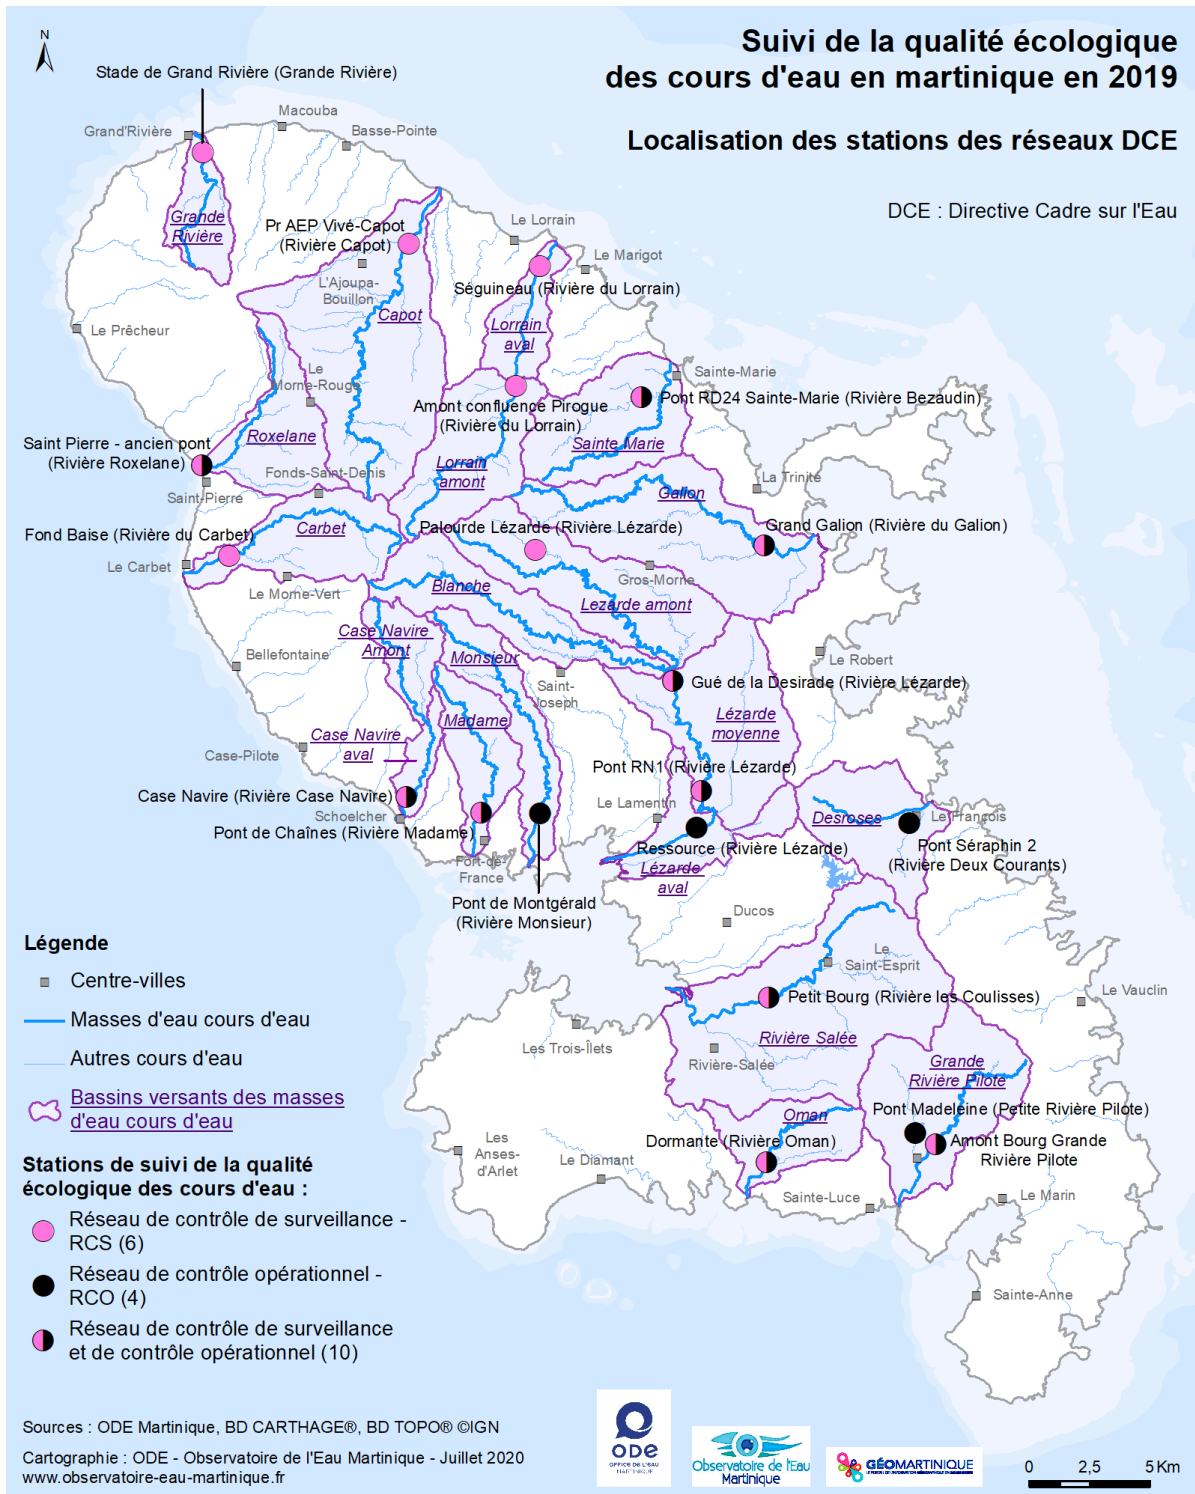 Suivi de la qualité écologique
des cours d'eau en martinique en 2019
Localisation des stations des réseaux DCE
DCE : Directive Cadre sur l'Eau
N
Stade de Grand Rivière (Grande Rivière)
Grand'Rivière
Macouba
Basse-Pointe
Grande
Rivière
Pr AEP Vivé-Capot
(Rivière Capot)
Le Lorrain
Le Marigot
L'Ajoupa-
Bouillon
Séguineau (Rivière du Lorrain)
Capot
Lorrain
aval
Le Prêcheur
Le
Morne-Rouge
Sainte-Marie
Amont confluence Pirogue
(Rivière du Lorrain)
Pont RD24 Sainte-Marie (Rivière Bezaudin)
Roxelane
Sainte Marie
Saint Pierre - ancien pont
(Rivière Roxelane)
Lorrain
amont
Fonds-Saint-Denis
La Trinité
Saint-Pierre
Galion
Carbet
Palourde Lézarde (Rivière Lézarde)
Grand Galion (Rivière du Galion)
Fond Baise (Rivière du Carbet)
Le Carbet
Le Morne-Vert
Blanche
Gros-Morne
Lezarde amont
Case Navire
Amont
Monsieur
Bellefontaine
Le Robert
Saint-
Joseph
Gué de la Desirade (Rivière Lézarde)
Madame
Lézarde
moyenne
Case Navire
aval
Case-Pilote
Pont RN1 (Rivière Lézarde)
Case Navire (Rivière Case Navire)
Le Lamentin
Schoelcher
Desroses
Le François
Pont de Chaînes (Rivière Madame)
Ressource (Rivière Lézarde)
Pont Séraphin 2
(Rivière Deux Courants)
Fort-de-
France
Lézarde
aval
Pont de Montgérald
(Rivière Monsieur)
Ducos
Le
Saint-Esprit
Petit Bourg (Rivière les Coulisses)
Le Vauclin
Les Trois-Îlets
Rivière Salée
Rivière-Salée
Grande
Rivière Pilote
Oman
Pont Madeleine (Petite Rivière Pilote)
Dormante (Rivière Oman)
Amont Bourg Grande
Rivière Pilote
Les
Anses-
d'Arlet
Le Diamant
Sainte-Luce
Le Marin
Sainte-Anne
Légende
Centre-villes
Masses d'eau cours d'eau
Autres cours d'eau
Bassins versants des masses
d'eau cours d'eau
Stations de suivi de la qualité
écologique des cours d'eau :
Réseau de contrôle de surveillance -
RCS (6)
Réseau de contrôle opérationnel -
RCO (4)
Réseau de contrôle de surveillance
et de contrôle opérationnel (10)
Sources : ODE Martinique, BD CARTHAGE®, BD TOPO® ©IGN
Cartographie : ODE - Observatoire de l'Eau Martinique - Juillet 2020
www.observatoire-eau-martinique.fr
ODE
OFFICE DE L'EAU
MARTINIQUE
Observatoire de l'Eau
Martinique
GÉOMARTINIQUE
0 2,5 5 Km